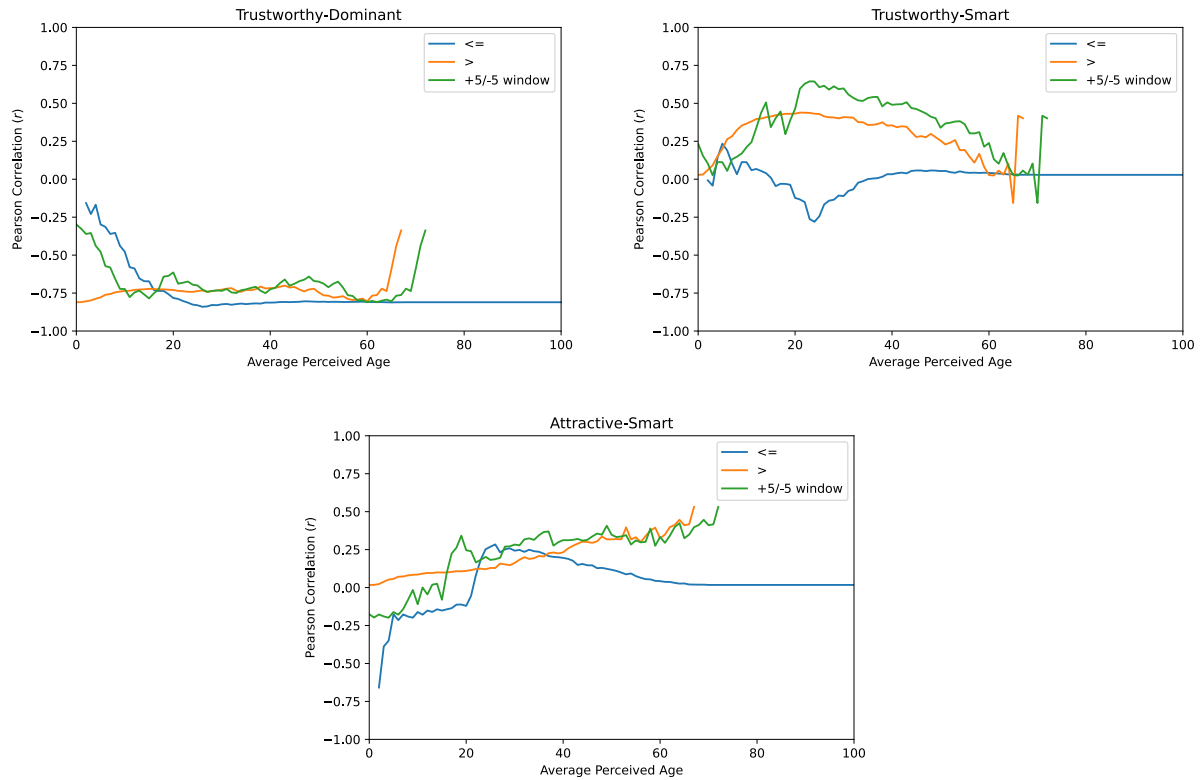 Trustworthy-Dominant
1.00
0.75
0.50
0.25
0.00
−0.25
−0.50
−0.75
−1.00
Pearson Correlation (r)
0 20 40 60 80 100
Average Perceived Age
<=
>
+5/-5 window
Trustworthy-Smart
1.00
0.75
0.50
0.25
0.00
−0.25
−0.50
−0.75
−1.00
Pearson Correlation (r)
0 20 40 60 80 100
Average Perceived Age
<=
>
+5/-5 window
Attractive-Smart
1.00
0.75
0.50
0.25
0.00
−0.25
−0.50
−0.75
−1.00
Pearson Correlation (r)
0 20 40 60 80 100
Average Perceived Age
<=
>
+5/-5 window